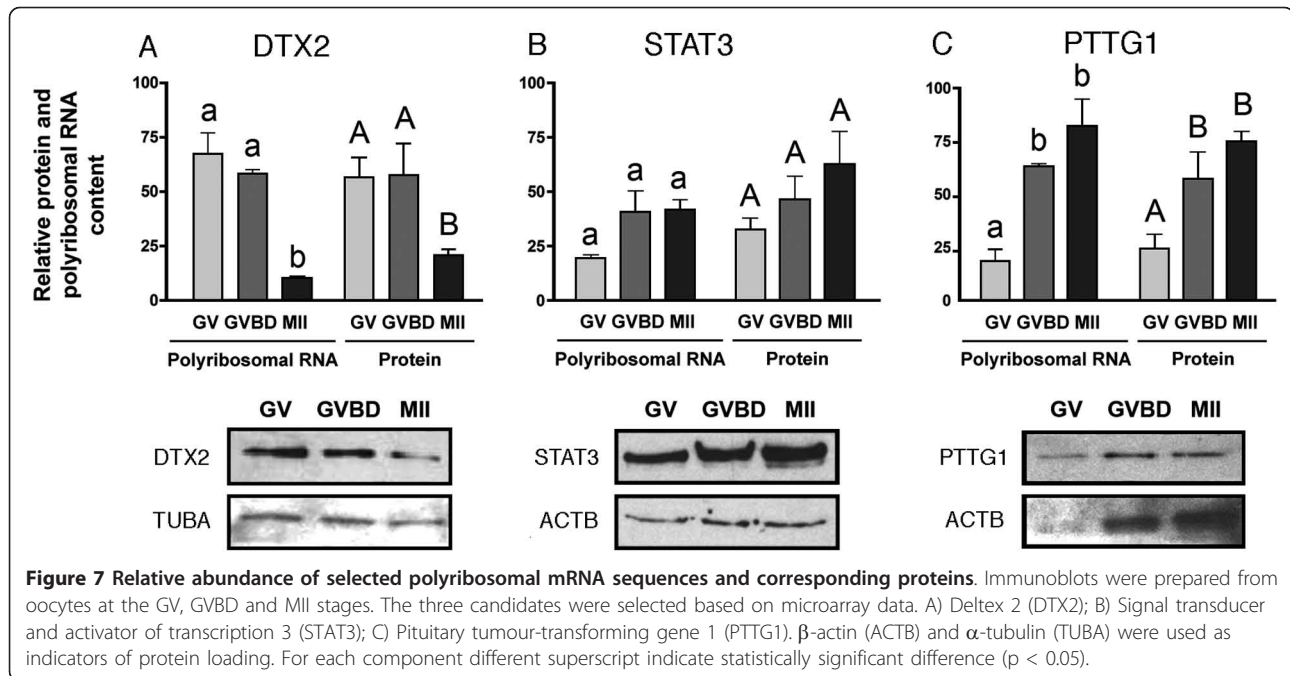 A DTX2
100
75
50
25
0
a a b A A B
GV GVBD MII GV GVBD MII
Polyribosomal RNA Protein
Relative protein and
polyribosomal RNA
content
B STAT3
100
75
50
25
0
a a a A A A
GV GVBD MII GV GVBD MII
Polyribosomal RNA Protein
C PTTG1
100
75
50
25
0
a b b A B B
GV GVBD MII GV GVBD MII
Polyribosomal RNA Protein
GV GVBD MII
DTX2
TUBA
GV GVBD MII
STAT3
ACTB
GV GVBD MII
PTTG1
ACTB
Figure 7 Relative abundance of selected polyribosomal mRNA sequences and corresponding proteins. Immunoblots were prepared from
oocytes at the GV, GVBD and MII stages. The three candidates were selected based on microarray data. A) Deltex 2 (DTX2); B) Signal transducer
and activator of transcription 3 (STAT3); C) Pituitary tumour-transforming gene 1 (PTTG1). β-actin (ACTB) and α-tubulin (TUBA) were used as
indicators of protein loading. For each component different superscript indicate statistically significant difference (p < 0.05).